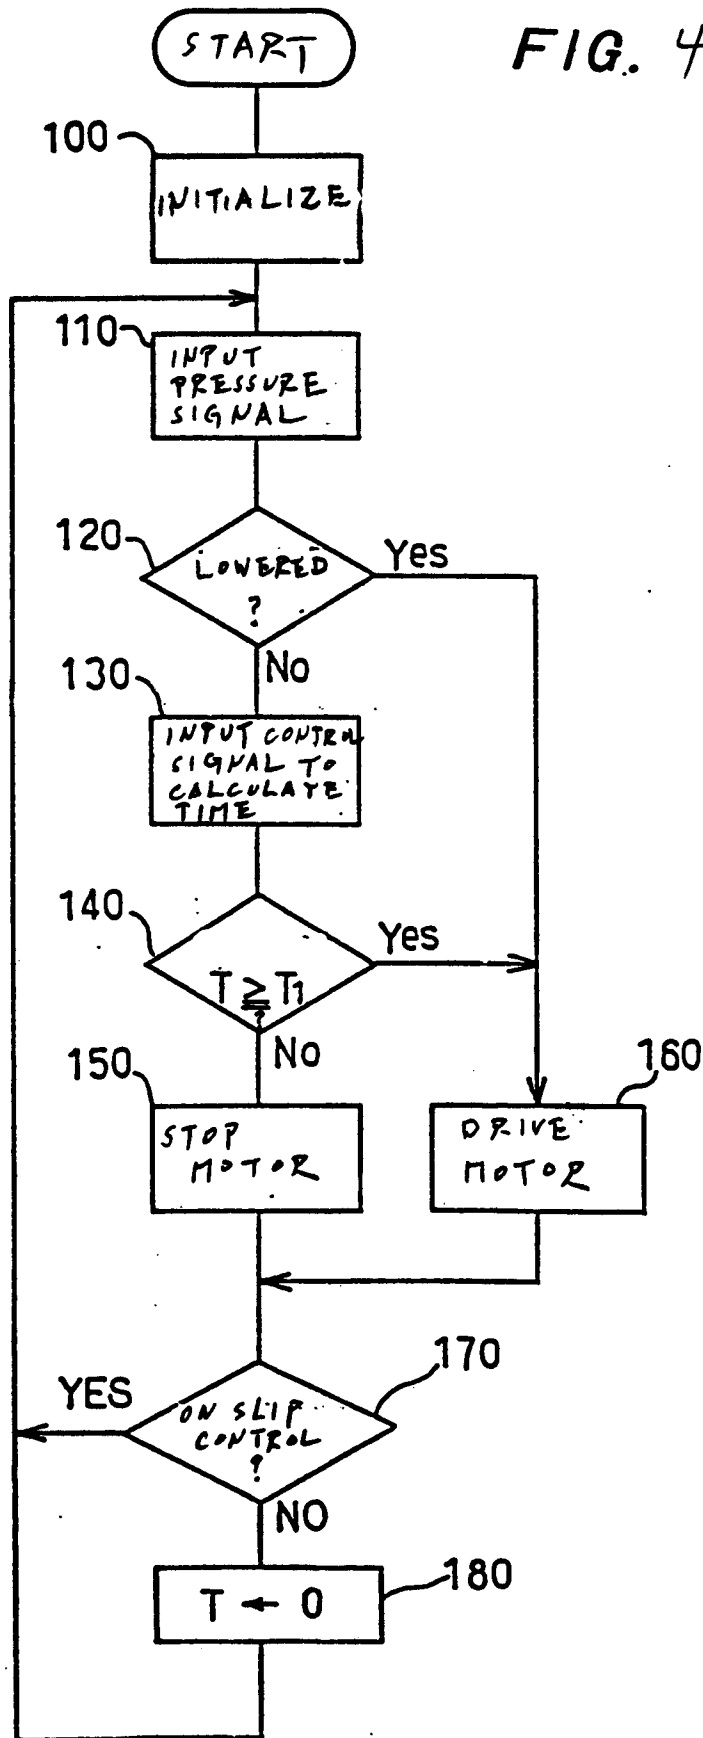 START
FIG. 4
100
INITIALIZE
110
INPUT
PRESSURE
SIGNAL
120
LOWERED
?
Yes
No
130
INPUT CONTROL
SIGNAL TO
CALCULATE
TIME
140
T ≧ T1
?
Yes
No
150
STOP
MOTOR
160
DRIVE
MOTOR
170
ON SLIP
CONTROL
?
YES
NO
180
T ← 0